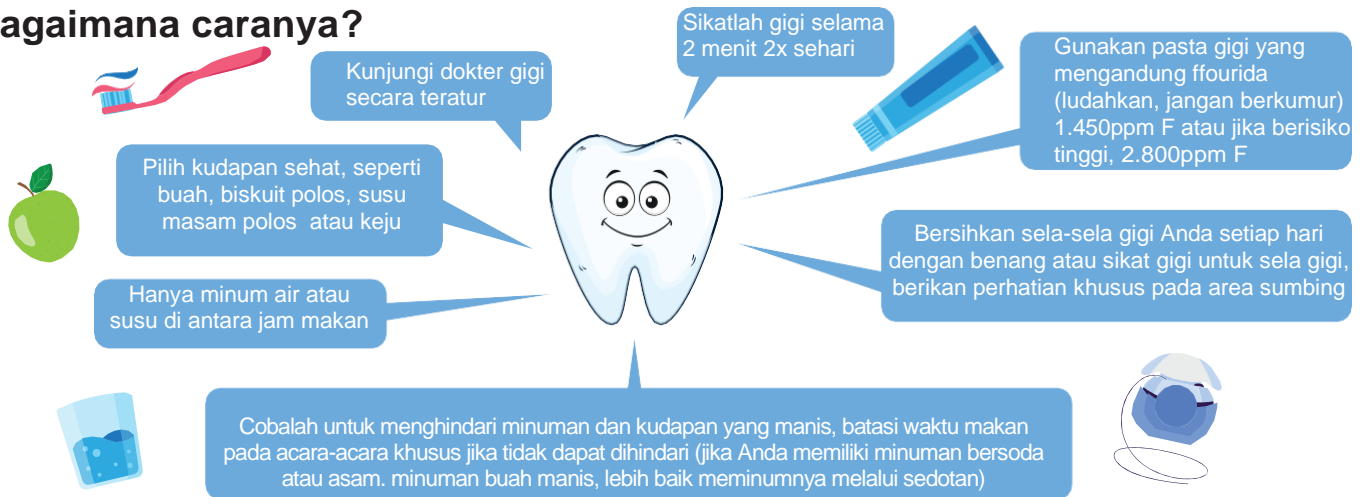 agaimana caranya?
Sikatlah gigi selama
2 menit 2x sehari
Kunjungi dokter gigi
secara teratur
Gunakan pasta gigi yang
mengandung ffourida
(ludahkan, jangan berkumur)
1.450ppm F atau jika berisiko
tinggi, 2.800ppm F
Pilih kudapan sehat, seperti
buah, biskuit polos, susu
masam polos atau keju
Bersihkan sela-sela gigi Anda setiap hari
dengan benang atau sikat gigi untuk sela gigi,
berikan perhatian khusus pada area sumbing
Hanya minum air atau
susu di antara jam makan
Cobalah untuk menghindari minuman dan kudapan yang manis, batasi waktu makan
pada acara-acara khusus jika tidak dapat dihindari (jika Anda memiliki minuman bersoda
atau asam. minuman buah manis, lebih baik meminumnya melalui sedotan)